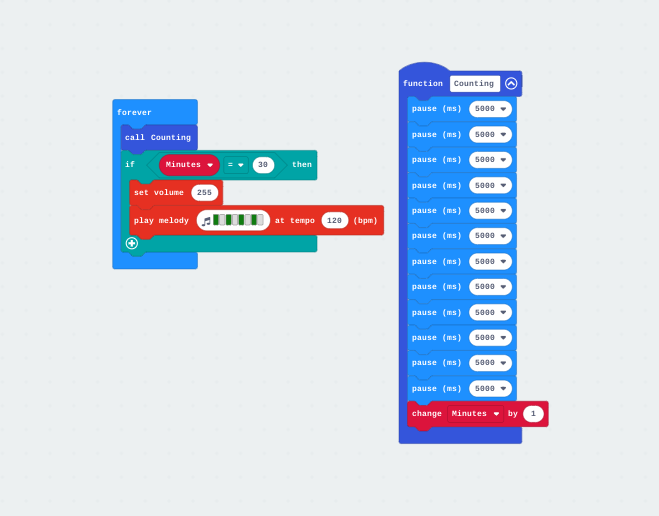 forever
call Counting
if Minutes = 30 then
set volume 255
play melody at tempo 120 (bpm)
function Counting
pause (ms) 5000
pause (ms) 5000
pause (ms) 5000
pause (ms) 5000
pause (ms) 5000
pause (ms) 5000
pause (ms) 5000
pause (ms) 5000
pause (ms) 5000
pause (ms) 5000
pause (ms) 5000
pause (ms) 5000
change Minutes by 1